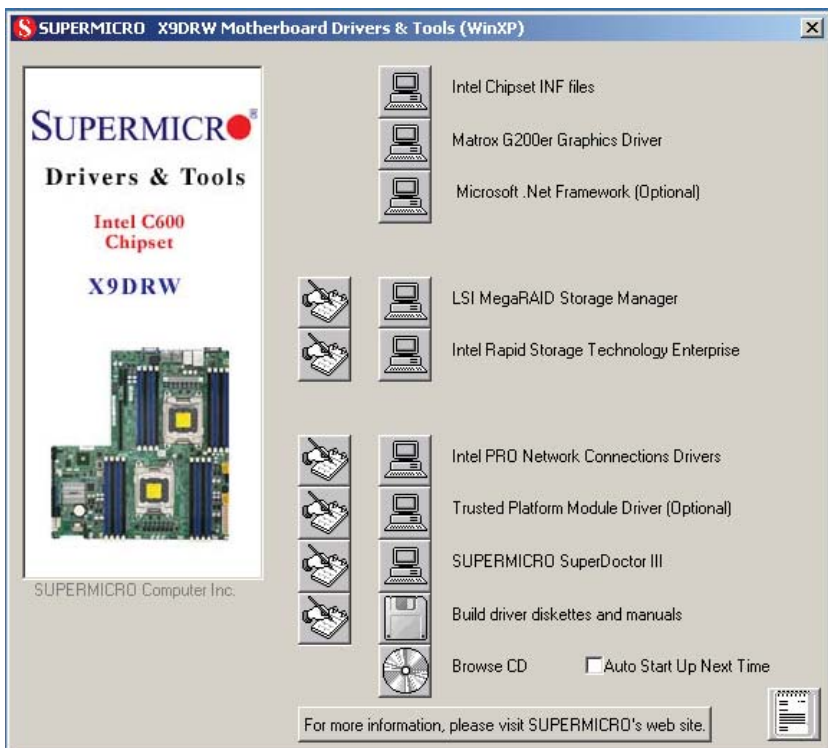 SUPERMICRO X9DRW Motherboard Drivers & Tools (WinXP)
SUPERMICRO®
Drivers & Tools
Intel C600
Chipset
X9DRW
SUPERMICRO Computer Inc.
Intel Chipset INF files
Matrox G200er Graphics Driver
Microsoft .Net Framework (Optional)
LSI MegaRAID Storage Manager
Intel Rapid Storage Technology Enterprise
Intel PRO Network Connections Drivers
Trusted Platform Module Driver (Optional)
SUPERMICRO SuperDoctor III
Build driver diskettes and manuals
Browse CD Auto Start Up Next Time
For more information, please visit SUPERMICRO's web site.